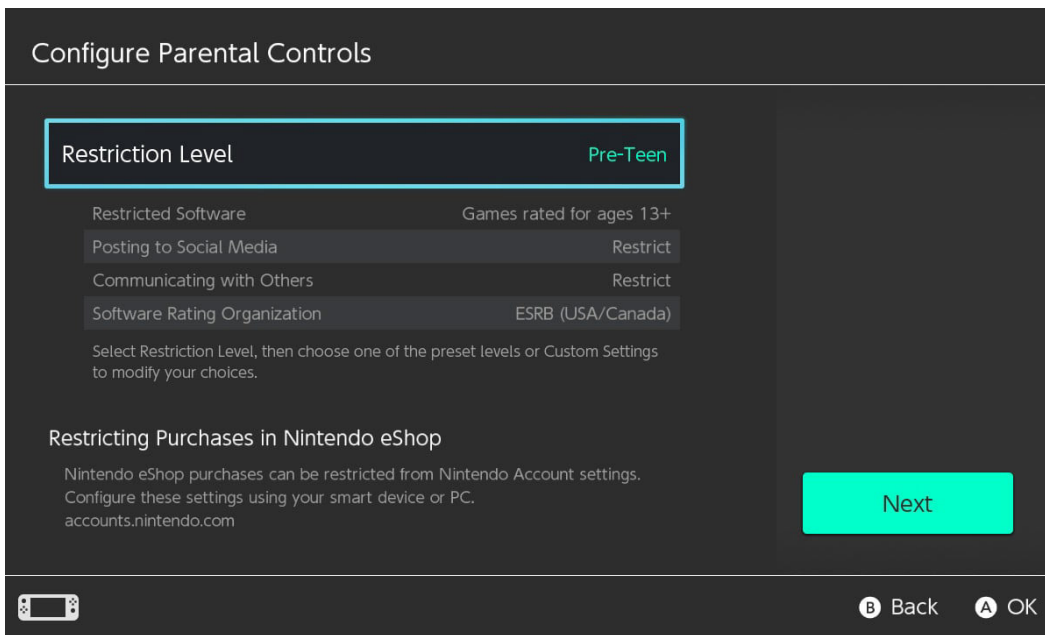 Configure Parental Controls
Restriction Level Pre-Teen
Restricted Software Games rated for ages 13+
Posting to Social Media Restrict
Communicating with Others Restrict
Software Rating Organization ESRB (USA/Canada)
Select Restriction Level, then choose one of the preset levels or Custom Settings
to modify your choices.
Restricting Purchases in Nintendo eShop
Nintendo eShop purchases can be restricted from Nintendo Account settings.
Configure these settings using your smart device or PC.
accounts.nintendo.com
Next
B Back A OK